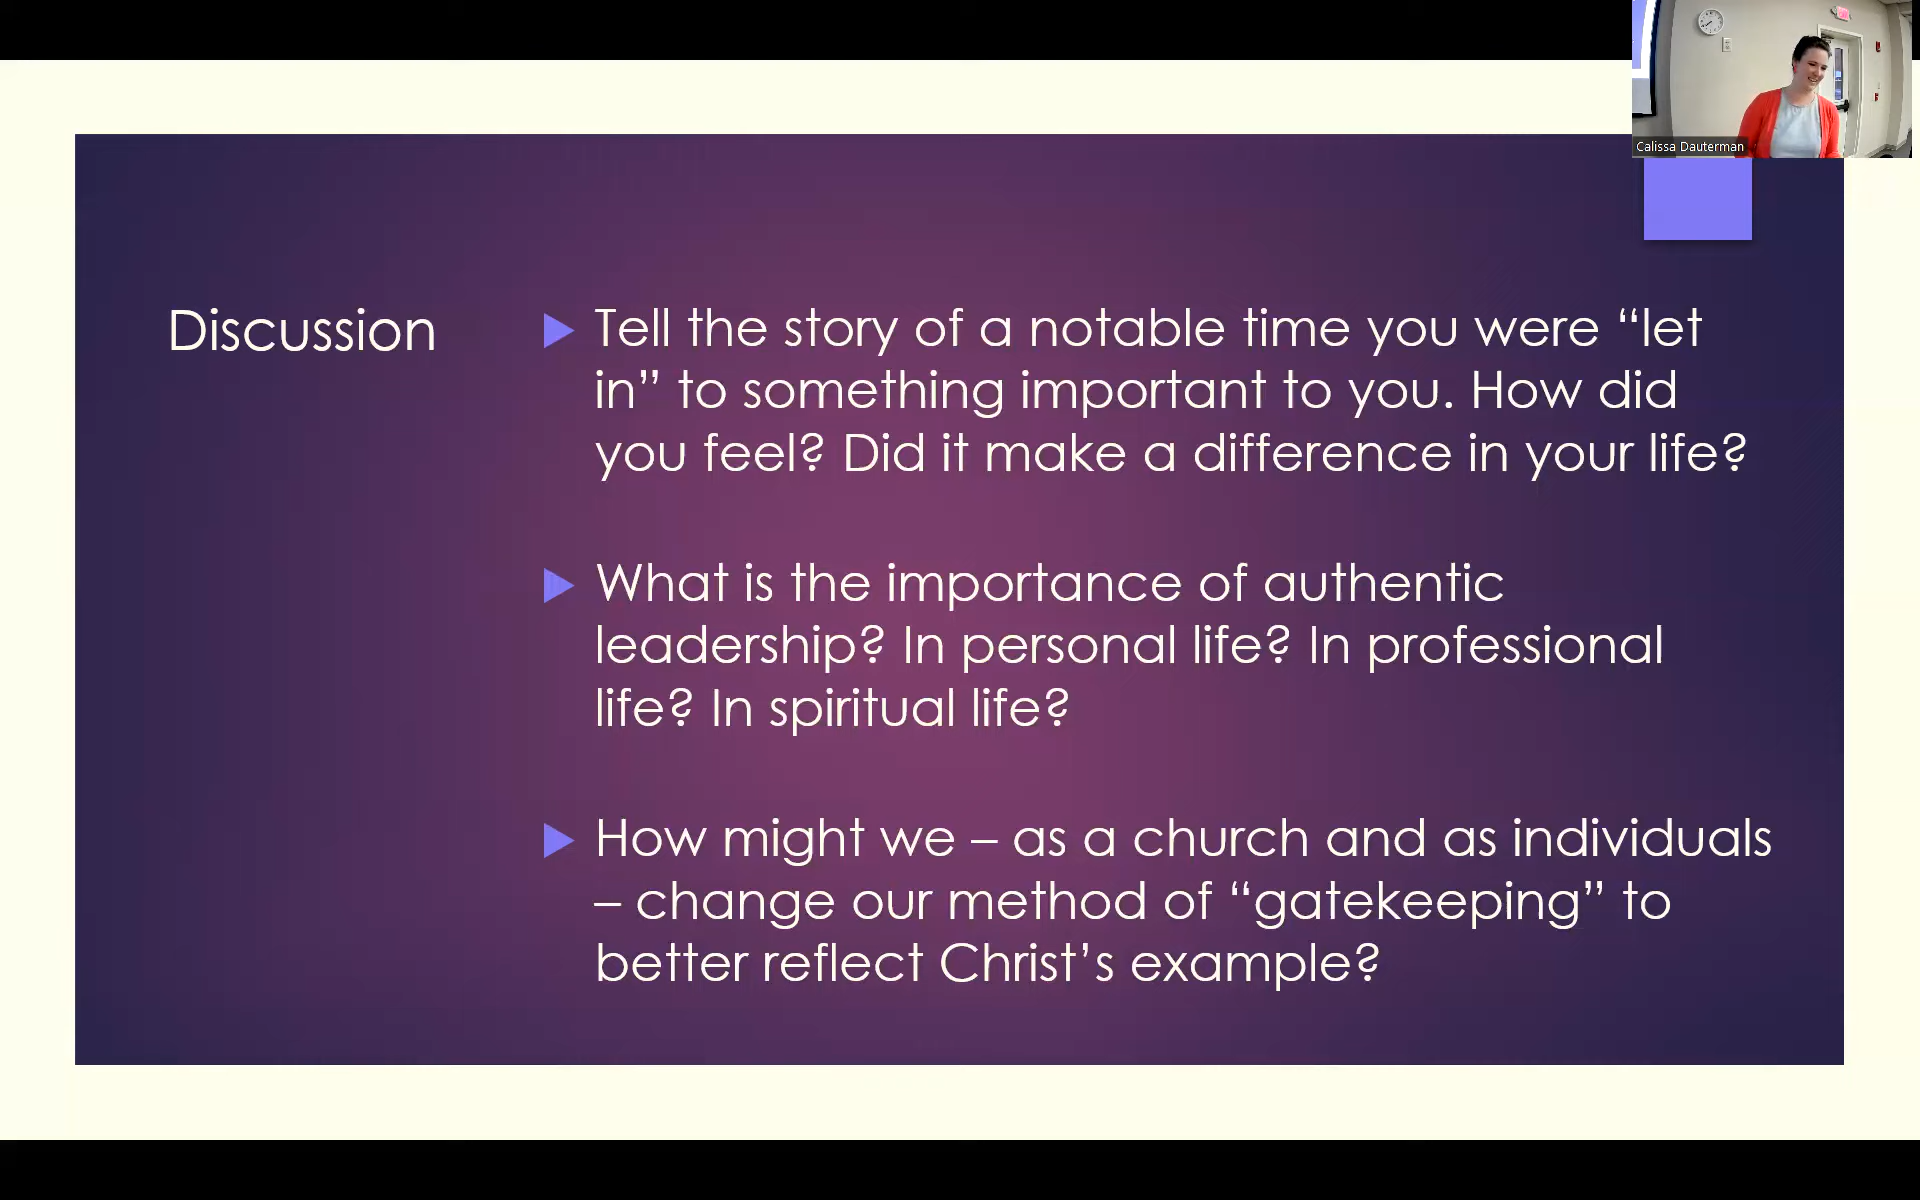 Calissa Dauterman
Discussion
Tell the story of a notable time you were “let
in” to something important to you. How did
you feel? Did it make a difference in your life?
What is the importance of authentic
leadership? In personal life? In professional
life? In spiritual life?
How might we – as a church and as individuals
– change our method of “gatekeeping” to
better reflect Christ’s example?